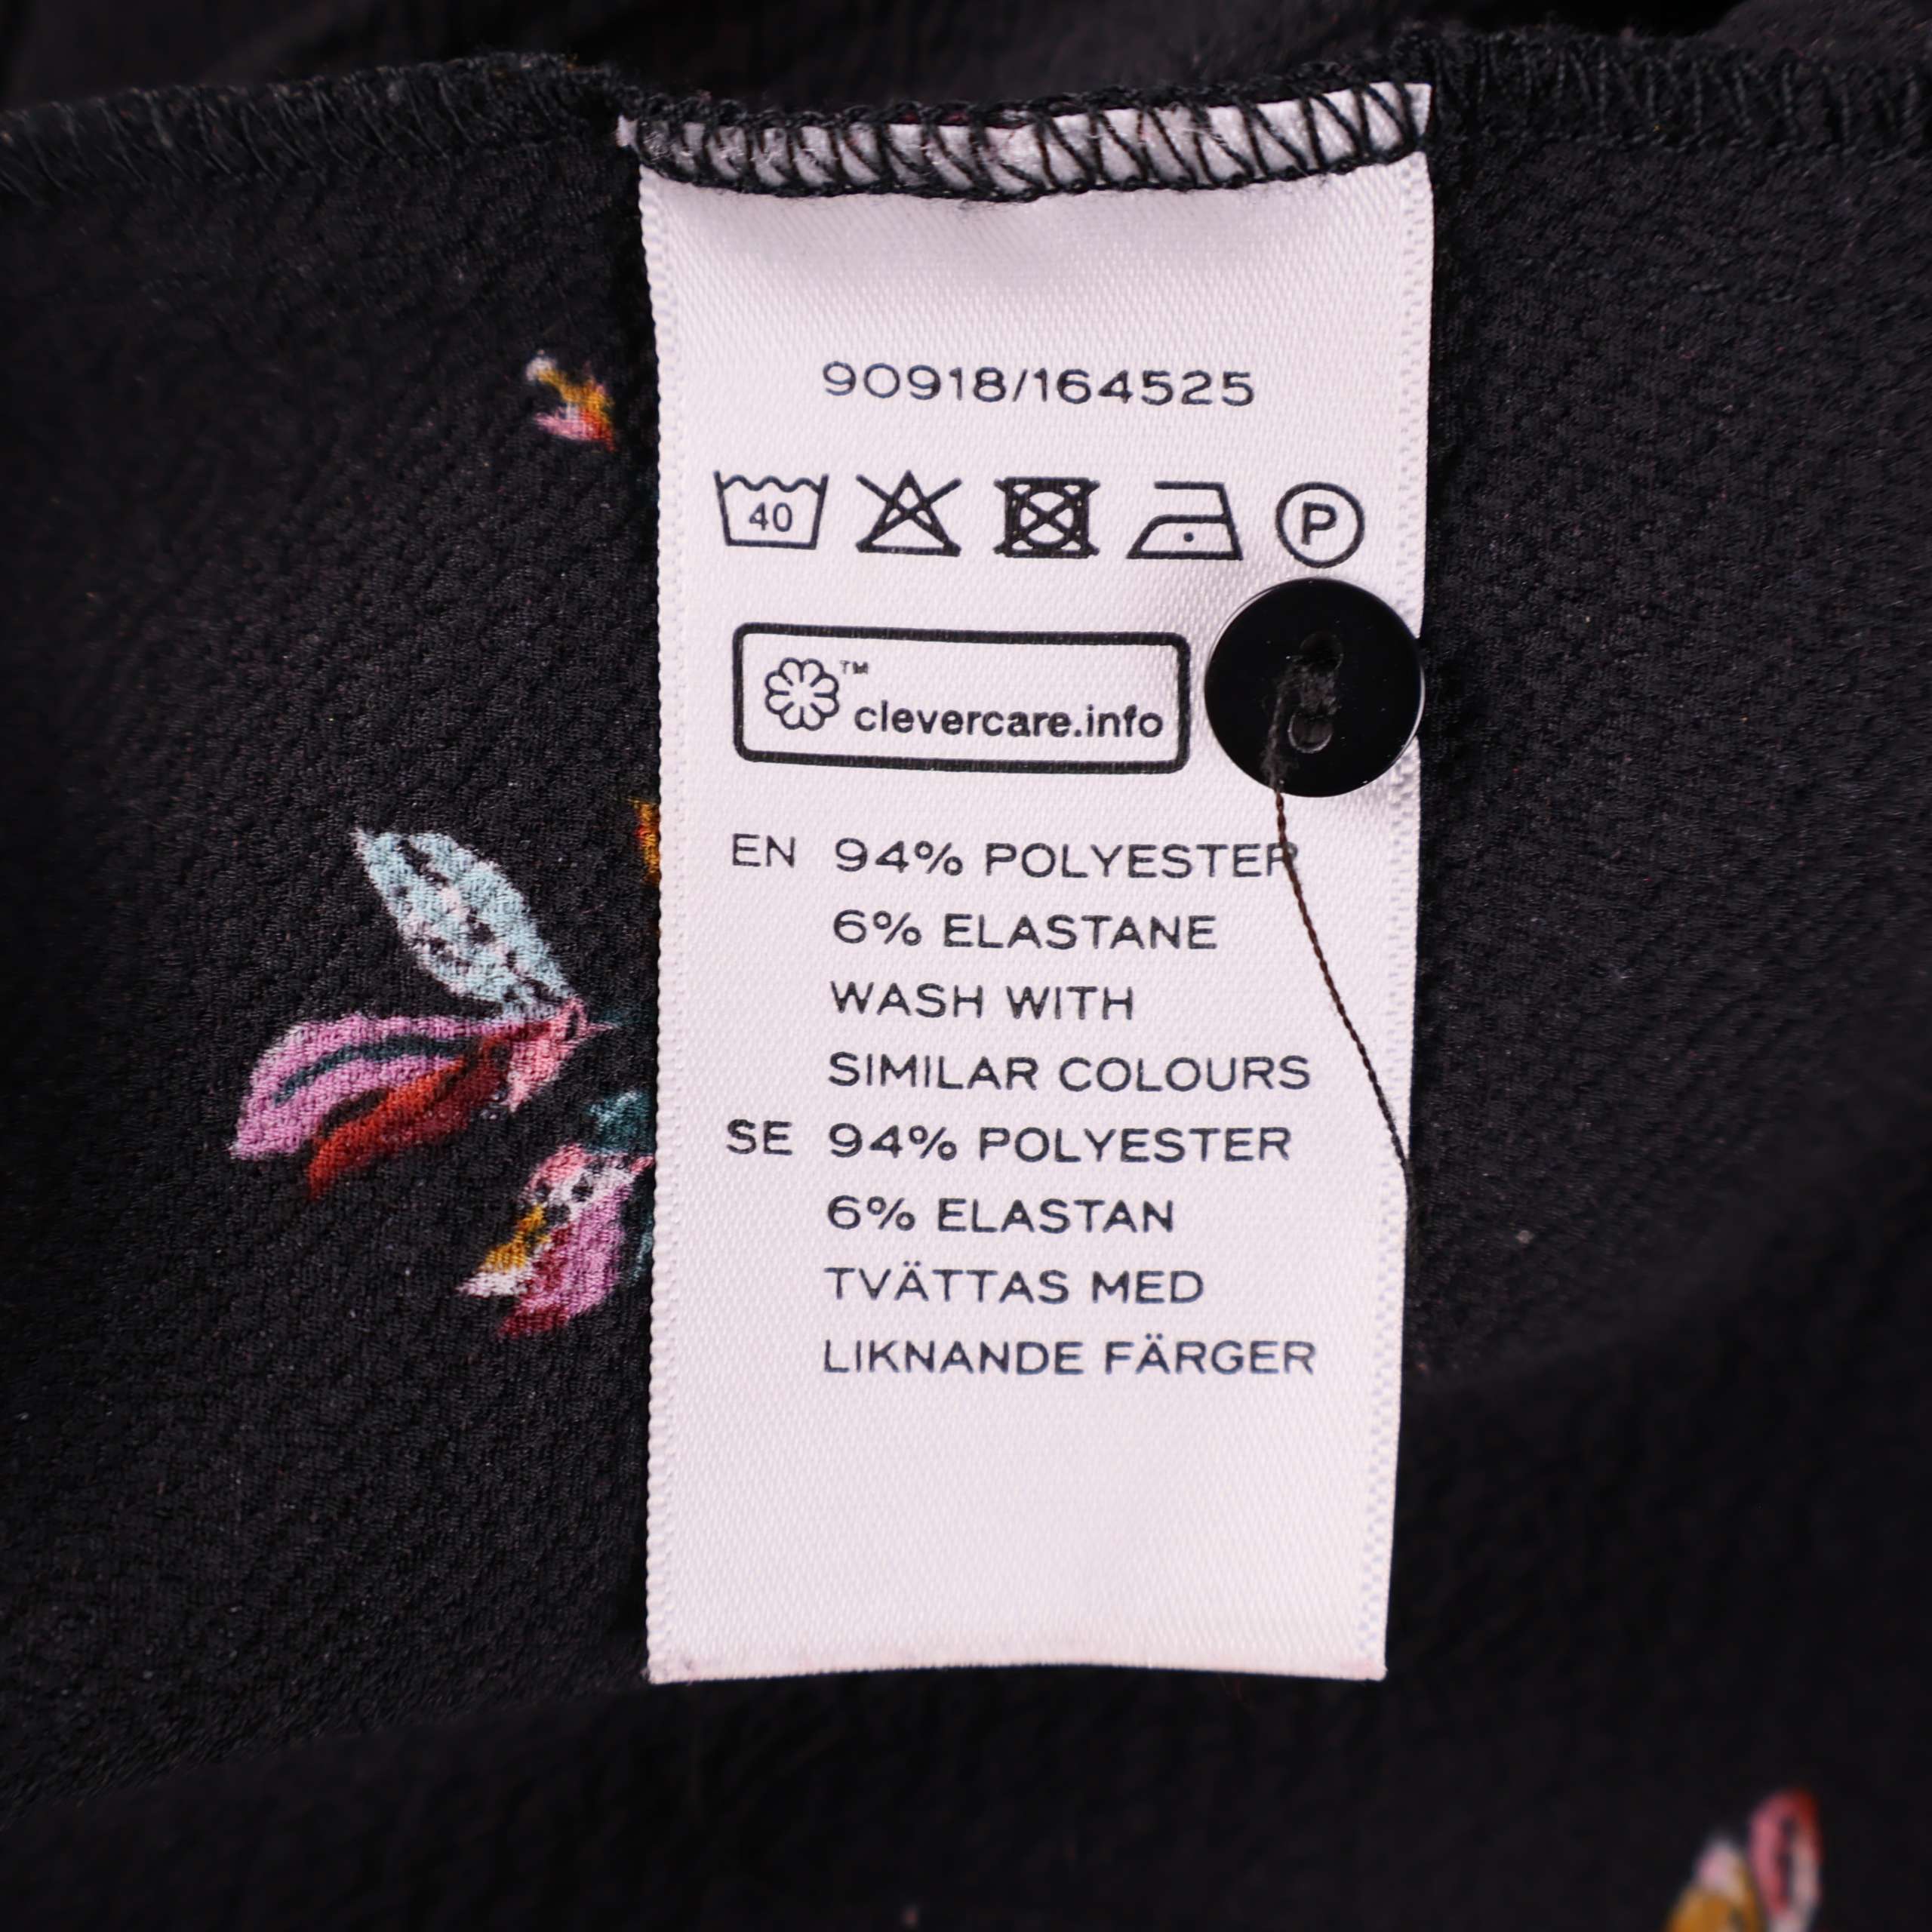 90918/164525
40
P
™
clevercare.info
EN 94% POLYESTER
6% ELASTANE
WASH WITH
SIMILAR COLOURS
SE 94% POLYESTER
6% ELASTAN
TVÄTTAS MED
LIKNANDE FÄRGER